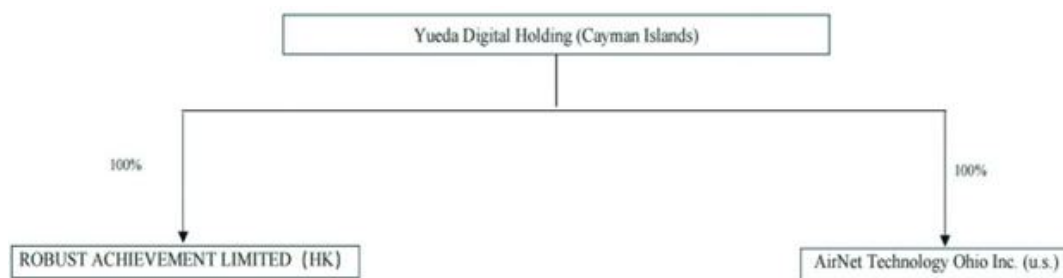 Yueda Digital Holding (Cayman Islands)
100%
100%
ROBUST ACHIEVEMENT LIMITED (HK)
AirNet Technology Ohio Inc. (u.s.)